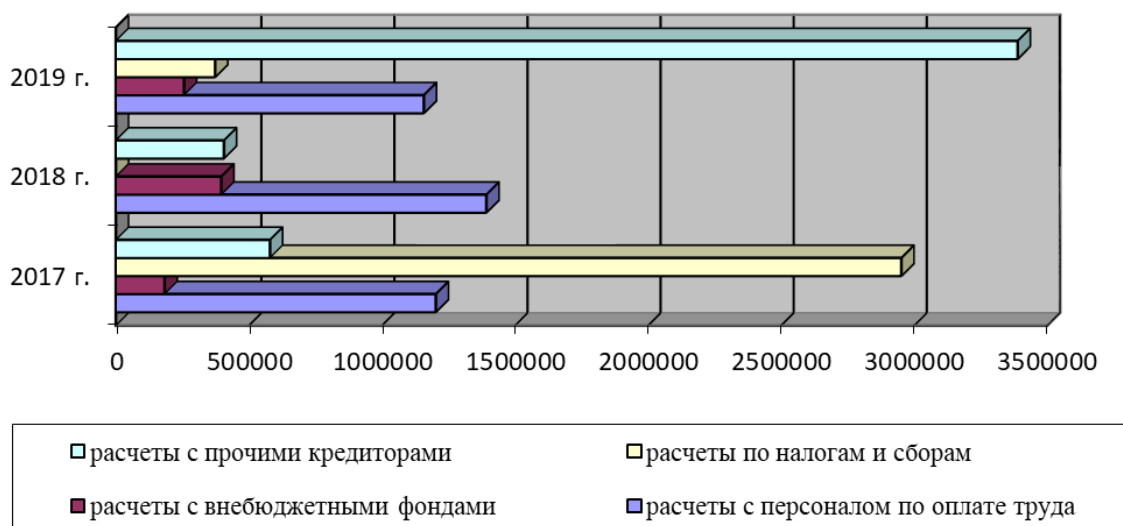 2019 г.
2018 г.
2017 г.
0 500000 1000000 1500000 2000000 2500000 3000000 3500000
расчеты с прочими кредиторами расчеты по налогам и сборам
расчеты с внебюджетными фондами расчеты с персоналом по оплате труда